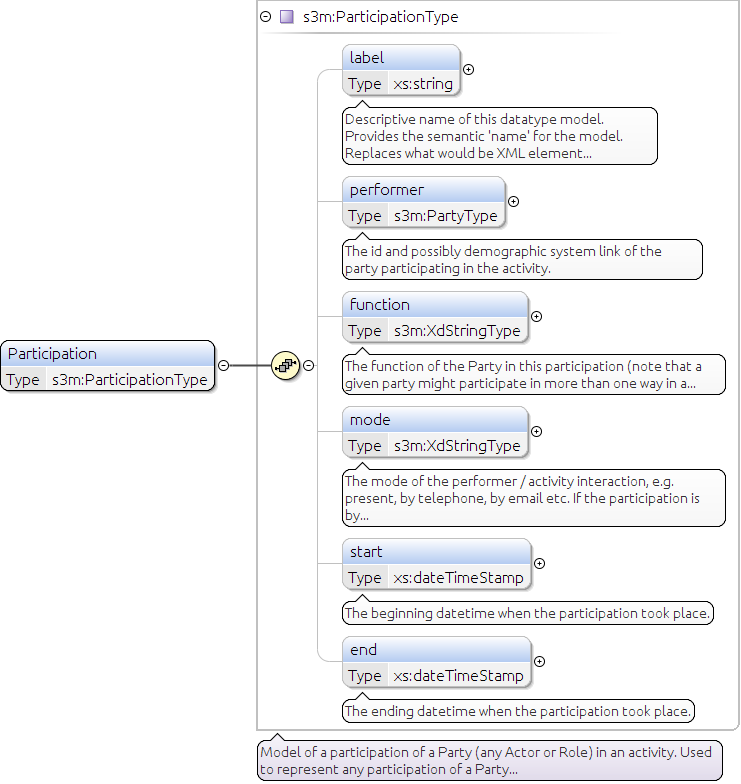 s3m:ParticipationType
label
Type xs:string
Descriptive name of this datatype model.
Provides the semantic 'name' for the model.
Replaces what would be XML element...
performer
Type s3m:PartyType
The id and possibly demographic system link of the
party participating in the activity.
function
Type s3m:XdStringType
The function of the Party in this participation (note that a
given party might participate in more than one way in a...
Participation
Type s3m:ParticipationType
mode
Type s3m:XdStringType
The mode of the performer / activity interaction, e.g.
present, by telephone, by email etc. If the participation is
by...
start
Type xs:dateTimeStamp
The beginning datetime when the participation took place.
end
Type xs:dateTimeStamp
The ending datetime when the participation took place.
Model of a participation of a Party (any Actor or Role) in an activity. Used
to represent any participation of a Party...